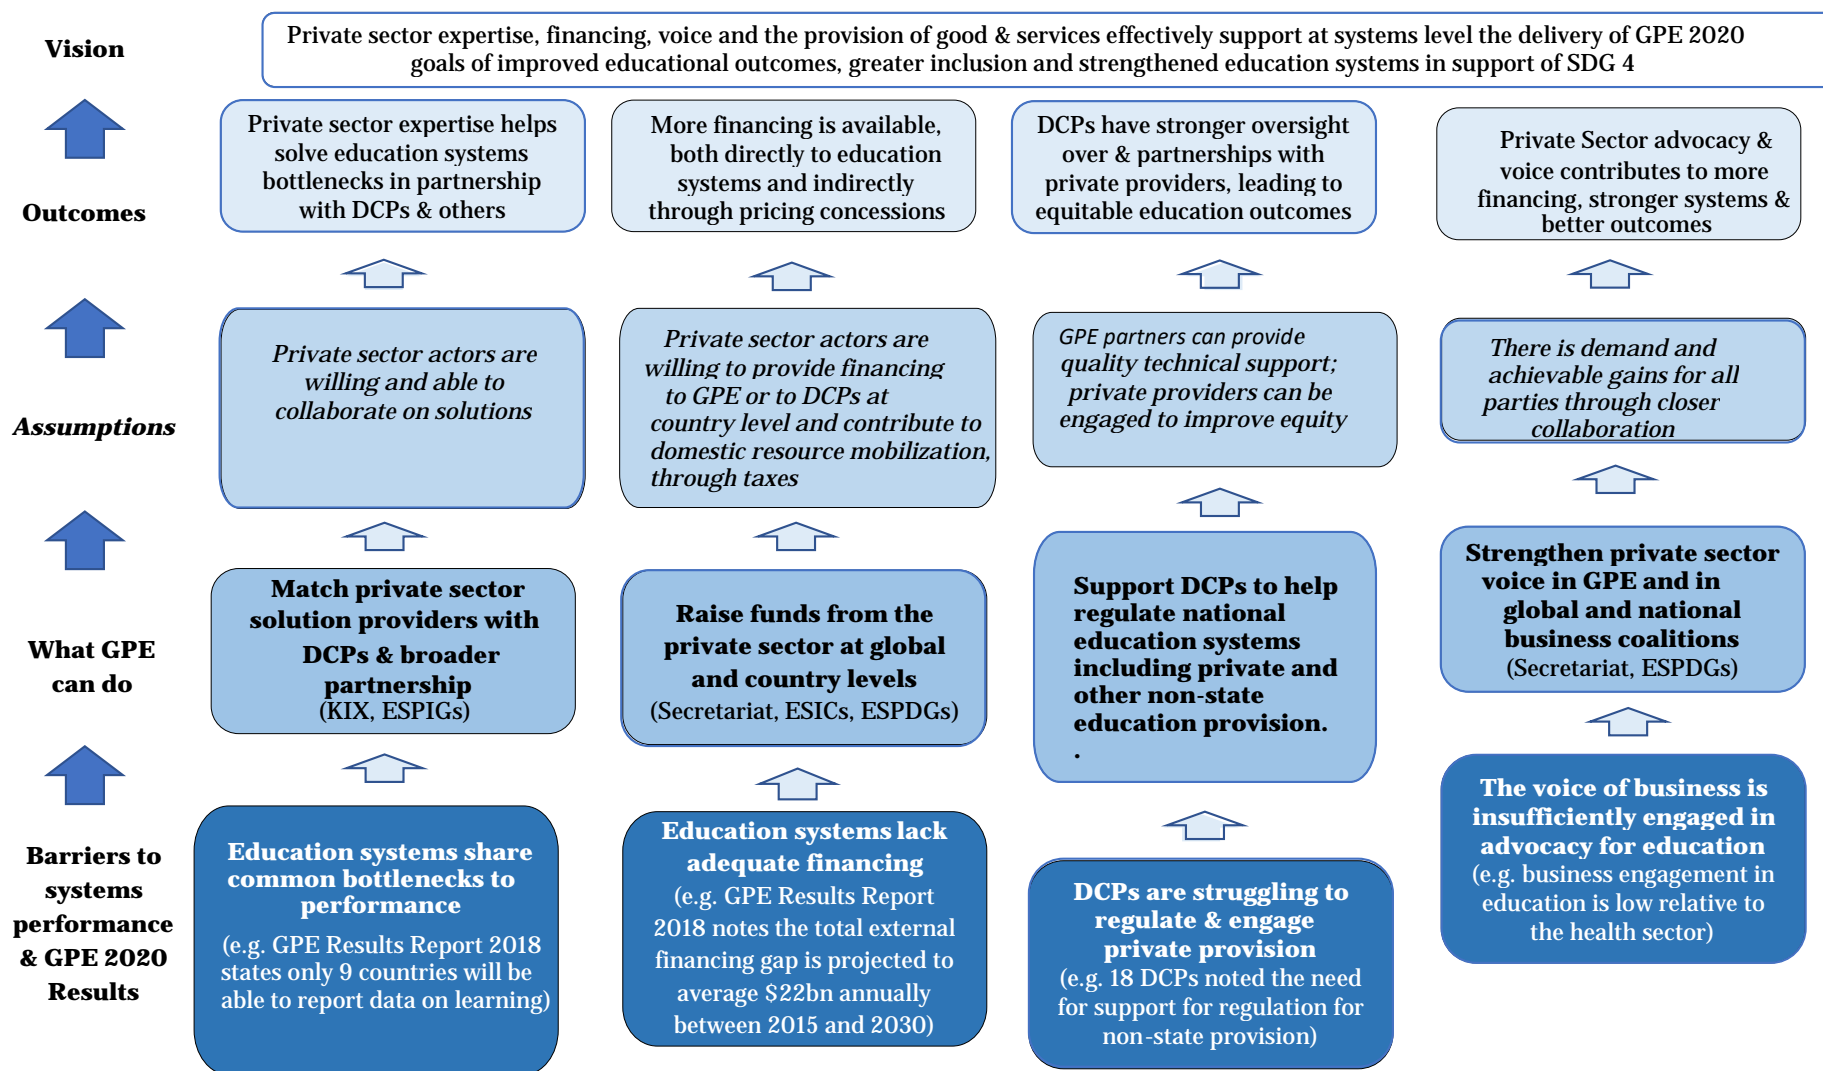 Vision
Private sector expertise, financing, voice and the provision of good & services effectively support at systems level the delivery of GPE 2020
goals of improved educational outcomes, greater inclusion and strengthened education systems in support of SDG 4
Outcomes
Private sector expertise helps
solve education systems
bottlenecks in partnership
with DCPs & others
More financing is available,
both directly to education
systems and indirectly
through pricing concessions
DCPs have stronger oversight
over & partnerships with
private providers, leading to
equitable education outcomes
Private Sector advocacy &
voice contributes to more
financing, stronger systems &
better outcomes
Assumptions
Private sector actors are
willing and able to
collaborate on solutions
Private sector actors are
willing to provide financing
to GPE or to DCPs at
country level and contribute to
domestic resource mobilization,
through taxes
GPE partners can provide
quality technical support;
private providers can be
engaged to improve equity
There is demand and
achievable gains for all
parties through closer
collaboration
What GPE
can do
Match private sector
solution providers with
DCPs & broader
partnership
(KIX, ESPIGs)
Raise funds from the
private sector at global
and country levels
(Secretariat, ESICs, ESPDGs)
Support DCPs to help
regulate national
education systems
including private and
other non-state
education provision.
.
Strengthen private sector
voice in GPE and in
global and national
business coalitions
(Secretariat, ESPDGs)
Barriers to
systems
performance
& GPE 2020
Results
Education systems share
common bottlenecks to
performance
(e.g. GPE Results Report 2018
states only 9 countries will be
able to report data on learning)
Education systems lack
adequate financing
(e.g. GPE Results Report
2018 notes the total external
financing gap is projected to
average $22bn annually
between 2015 and 2030)
DCPs are struggling to
regulate & engage
private provision
(e.g. 18 DCPs noted the need
for support for regulation for
non-state provision)
The voice of business is
insufficiently engaged in
advocacy for education
(e.g. business engagement in
education is low relative to
the health sector)